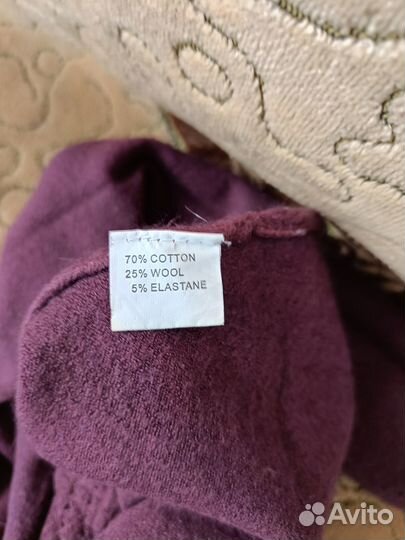 70% COTTON
25% WOOL
5% ELASTANE
Avito